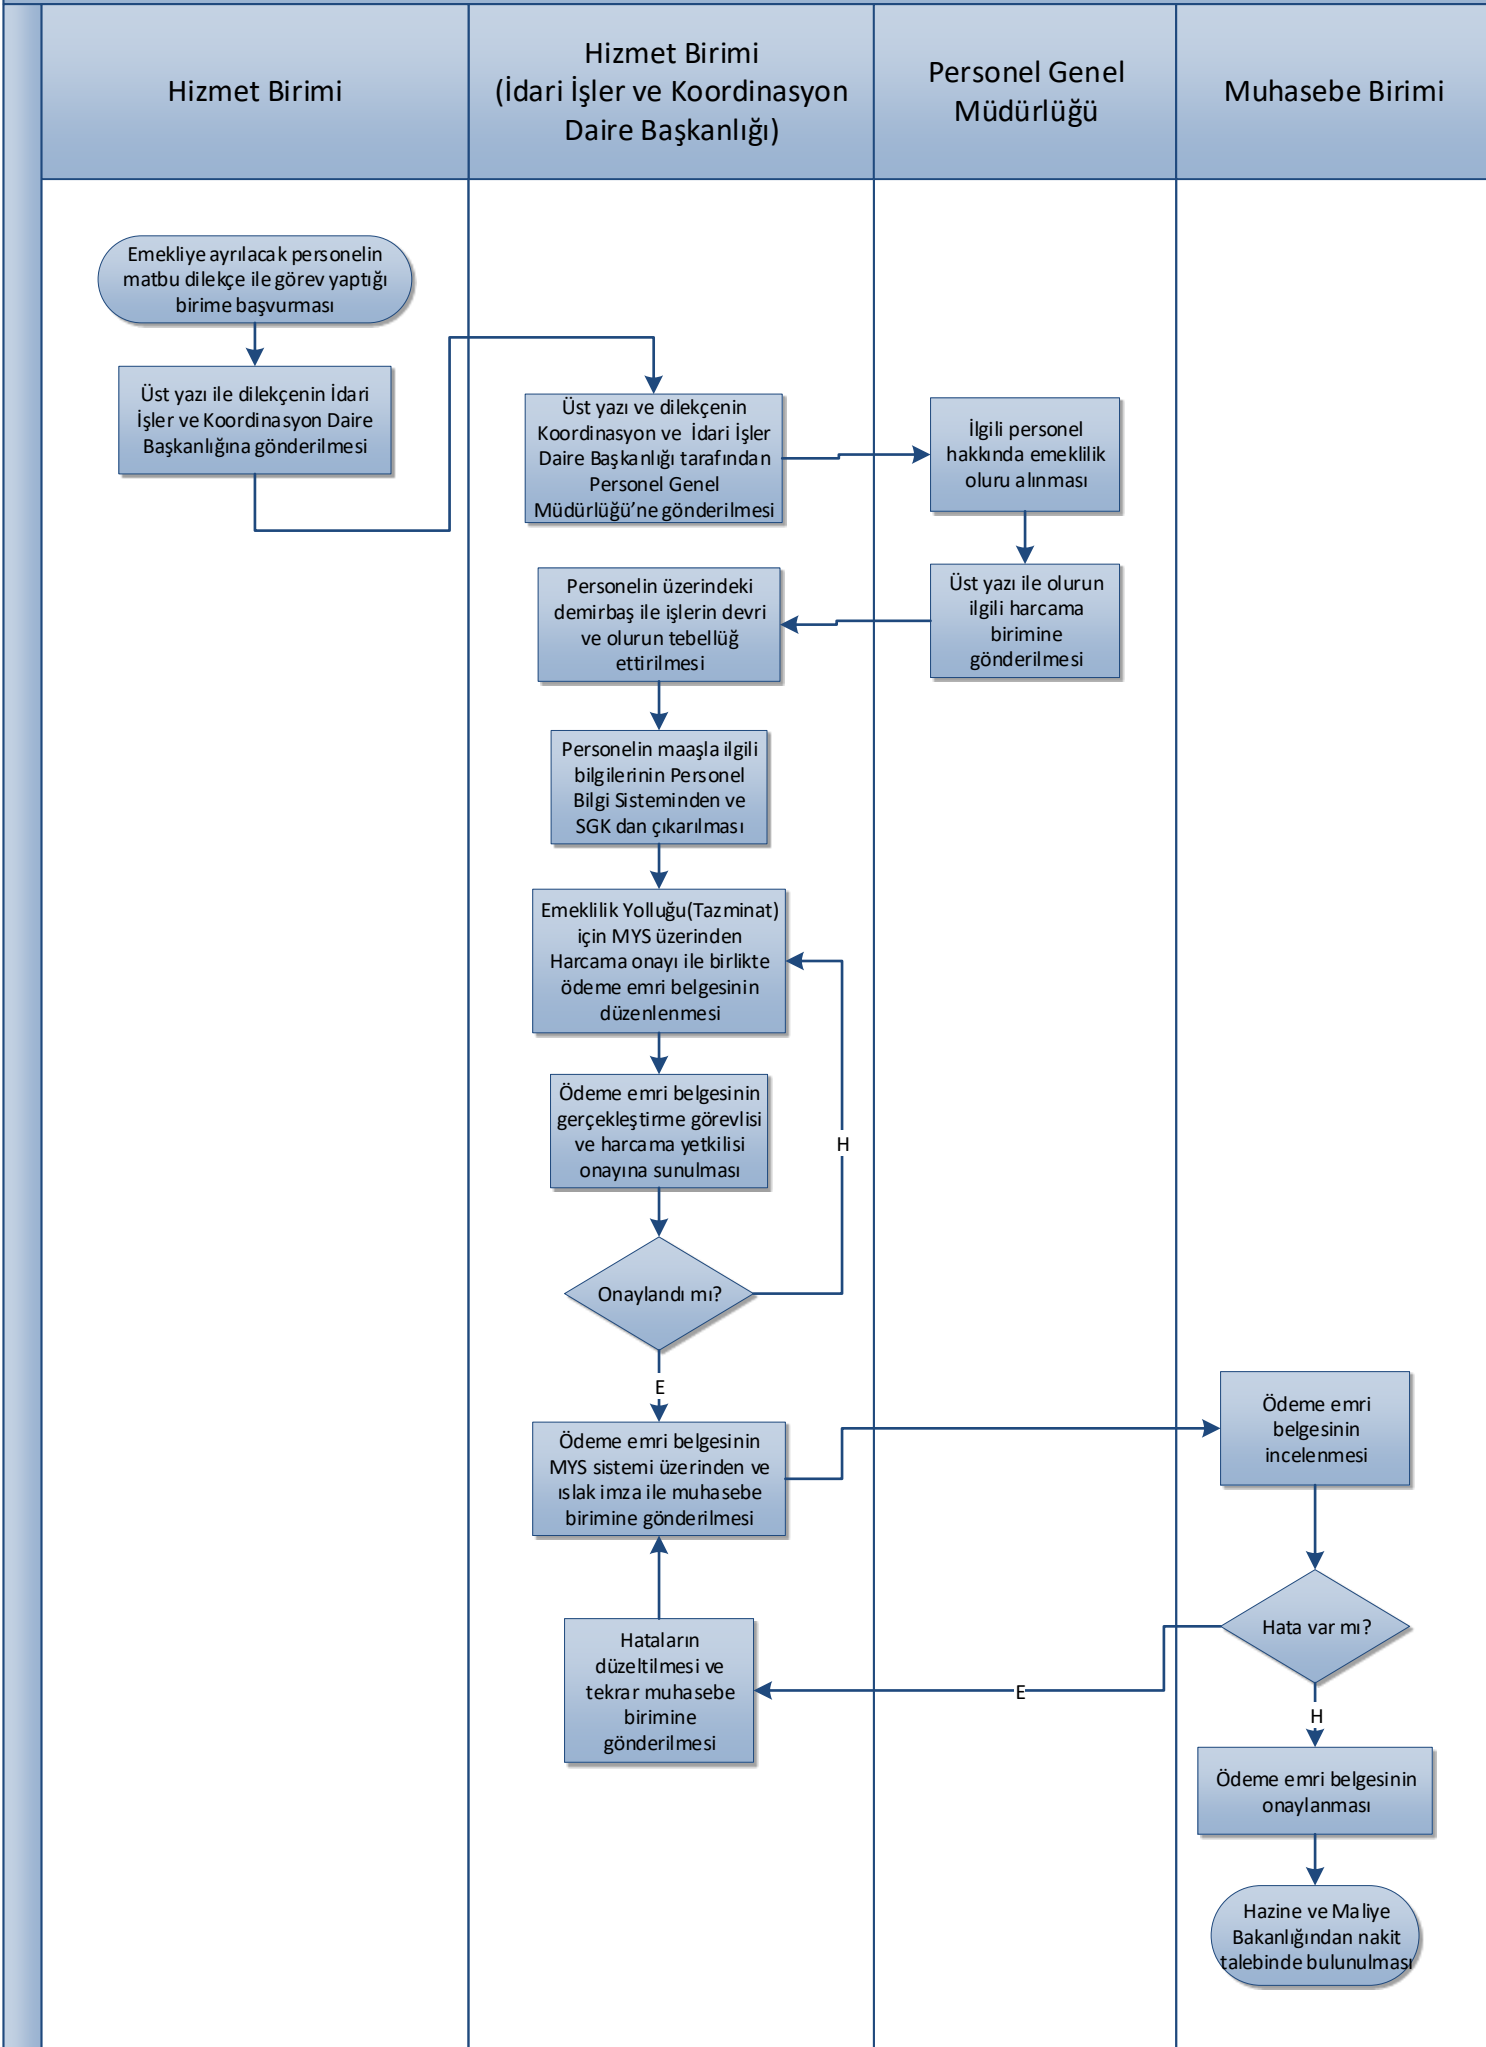 Hizmet Birimi
Hizmet Birimi
(İdari İşler ve Koordinasyon
Daire Başkanlığı)
Personel Genel
Müdürlüğü
Muhasebe Birimi
Emekliye ayrılacak personelin
matbu dilekçe ile görev yaptığı
birime başvurması
Üst yazı ile dilekçenin İdari
İşler ve Koordinasyon Daire
Başkanlığına gönderilmesi
Üst yazı ve dilekçenin
Koordinasyon ve İdari İşler
Daire Başkanlığı tarafından
Personel Genel
Müdürlüğü'ne gönderilmesi
İlgili personel
hakkında emeklilik
oluru alınması
Üst yazı ile olurun
ilgili harcama
birimine
gönderilmesi
Personelin üzerindeki
demirbaş ile işlerin devri
ve olurun tebellüğ
ettirilmesi
Personelin maaşla ilgili
bilgilerinin Personel
Bilgi Sisteminden ve
SGK dan çıkarılması
Emeklilik Yolluğu(Tazminat)
için MYS üzerinden
Harcama onayı ile birlikte
ödeme emri belgesinin
düzenlenmesi
Ödeme emri belgesinin
gerçekleştirme görevlisi
ve harcama yetkilisi
onayına sunulması
H
Onaylandı mı?
E
Ödeme emri belgesinin
MYS sistemi üzerinden ve
ıslak imza ile muhasebe
birimine gönderilmesi
Ödeme emri
belgesinin
incelenmesi
Hata var mı?
E
Hataların
düzeltilmesi ve
tekrar muhasebe
birimine
gönderilmesi
H
Ödeme emri belgesinin
onaylanması
Hazine ve Maliye
Bakanlığından nakit
talebinde bulunulması